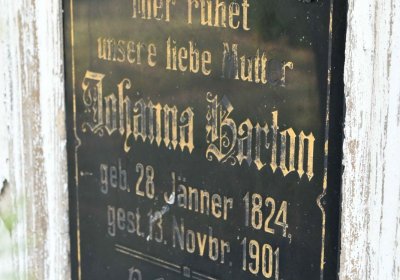 Hier ruhet
unsere liebe Mutter
Johanna Barton
geb. 28. Jänner 1824,
gest. 13. Novbr. 1901